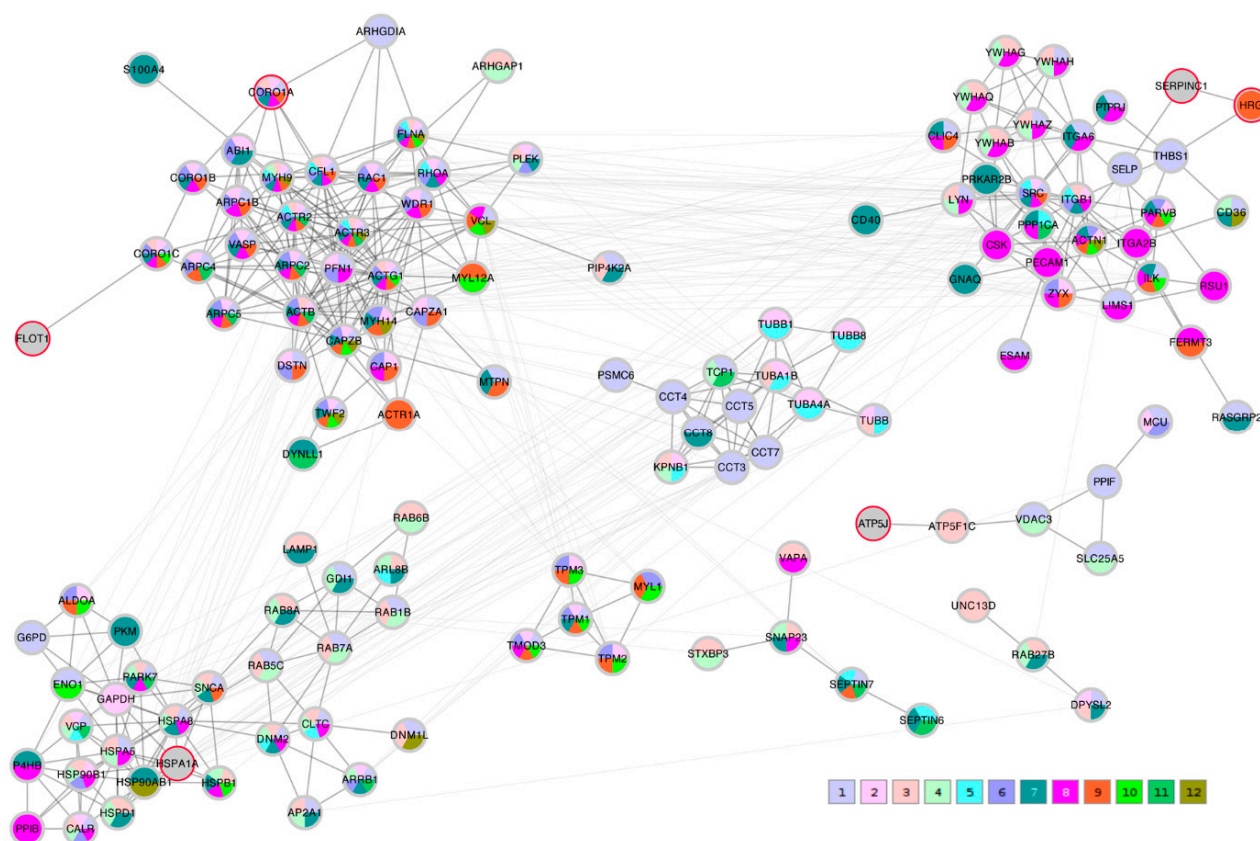 ARHGDIA
S100A4
ARHGAP1
CORO1A
FLNA
ABI1
PLEK
CORO1B
MYH9
CFL1
RAC1
RHOA
ARPC1B
WDR1
ACTR2
VCL
VASP
ACTR3
CORO1C
ARPC4
ARPC2
PFN1
ACTG1
MYL12A
PIP4K2A
ARPC5
ACTB
MYH14
CAPZA1
FLOT1
CAPZB
DSTN
CAP1
MTPN
TWF2
ACTR1A
DYNLL1
YWHAG
YWHAH
SERPINC1
HRG
YWHAQ
PTPRJ
CLIC4
YWHAZ
ITGA6
YWHAB
THBS1
SELP
PRKAR2B
LYN
SRC
ITGB1
PARVB
CD36
CD40
PPP1CA
CSK
ACTN1
ITGA2B
PECAM1
GNAQ
ILK
RSU1
ZYX
LIMS1
ESAM
FERMT3
RASGRP2
TUBB1
TUBB8
PSMC6
TCP1
TUBA1B
CCT4
CCT5
TUBA4A
TUBB
CCT8
KPNB1
CCT3
CCT7
MCU
PPIF
ATP5J
ATP5F1C
VDAC3
SLC25A5
RAB6B
LAMP1
GDI1
ARL8B
RAB8A
RAB1B
RAB7A
RAB5C
ALDOA
G6PD
PKM
ENO1
PARK7
SNCA
GAPDH
VCP
HSPA8
CLTC
DNM2
DNM1L
HSPA5
P4HB
HSP90B1
HSPA1A
HSP90AB1
HSPB1
ARRB1
HSPD1
AP2A1
PPIB
CALR
TPM3
MYL1
TPM1
TMOD3
TPM2
VAPA
STXBP3
SNAP23
SEPTIN7
SEPTIN6
UNC13D
RAB27B
DPYSL2
1 2 3 4 5 6 7 8 9 10 11 12